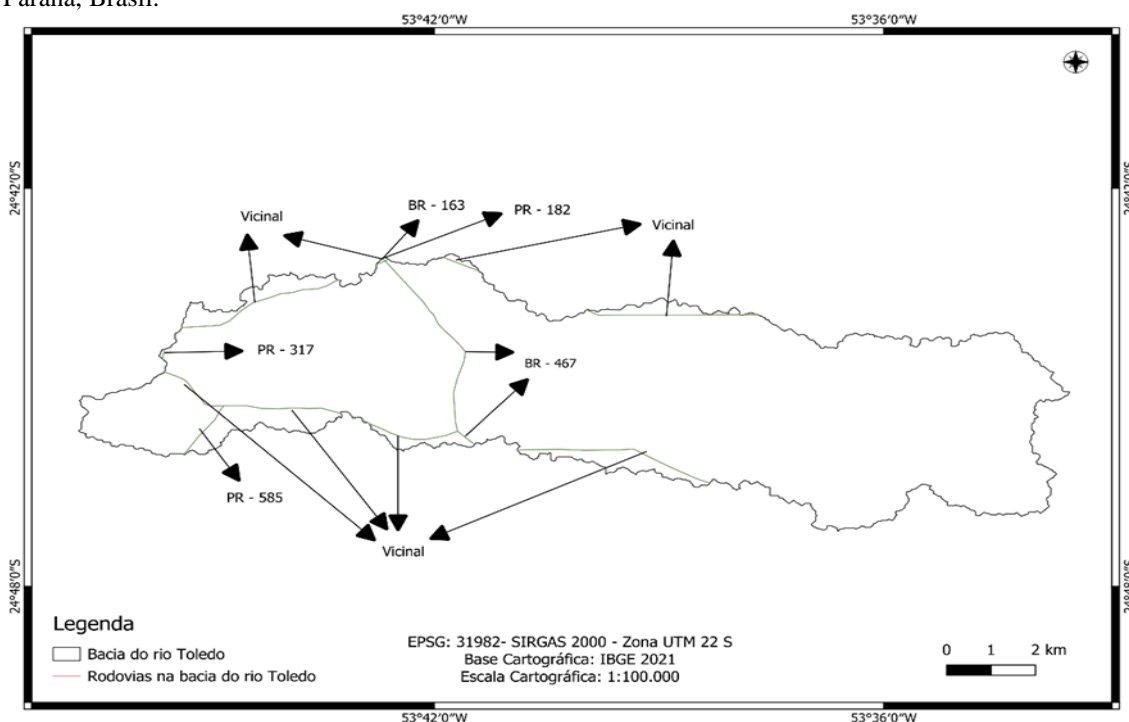 Paraná, Brasil.
53°42'0"W 53°36'0"W
24°42'0"S 24°42'0"S
BR - 163 PR - 182
Vicinal Vicinal
PR - 317
BR - 467
PR - 585
Vicinal
24°48'0"S 24°48'0"S
Legenda
Bacia do rio Toledo
Rodovias na bacia do rio Toledo
EPSG: 31982- SIRGAS 2000 - Zona UTM 22 S
Base Cartográfica: IBGE 2021
Escala Cartográfica: 1:100.000
0 1 2 km
53°42'0"W 53°36'0"W